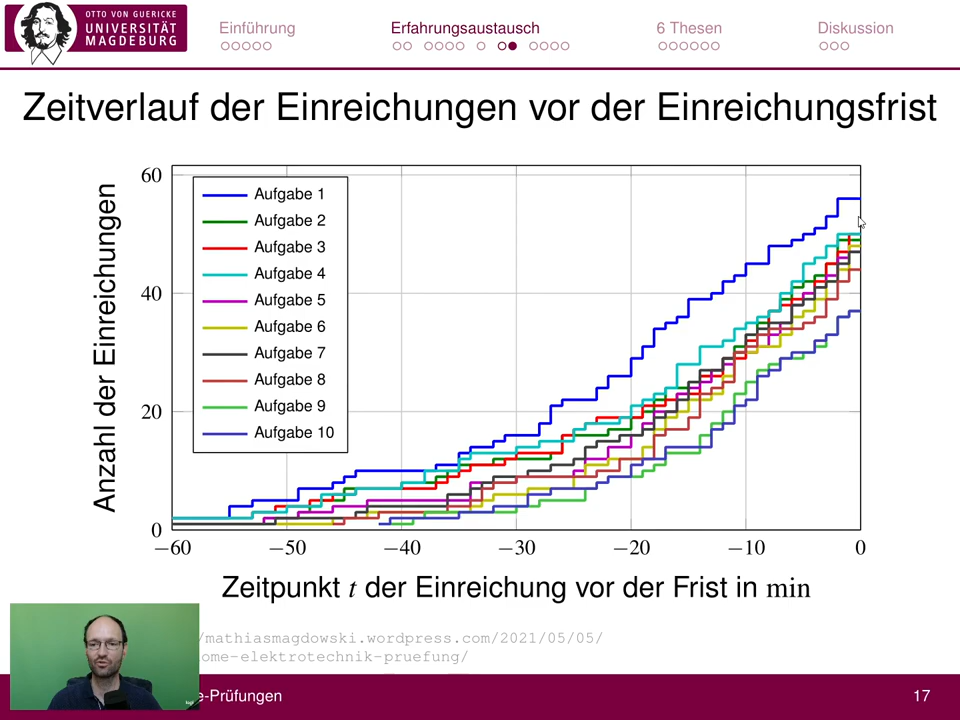 OTTO VON GUERICKE
UNIVERSITÄT
MAGDEBURG
Einführung
Erfahrungsaustausch
6 Thesen
Diskussion
Zeitverlauf der Einreichungen vor der Einreichungsfrist
Anzahl der Einreichungen
60
40
20
0
Aufgabe 1
Aufgabe 2
Aufgabe 3
Aufgabe 4
Aufgabe 5
Aufgabe 6
Aufgabe 7
Aufgabe 8
Aufgabe 9
Aufgabe 10
−60 −50 −40 −30 −20 −10 0
Zeitpunkt t der Einreichung vor der Frist in min
/mathiasmagdowski.wordpress.com/2021/05/05/
ome-elektrotechnik-pruefung/
e-Prüfungen
17